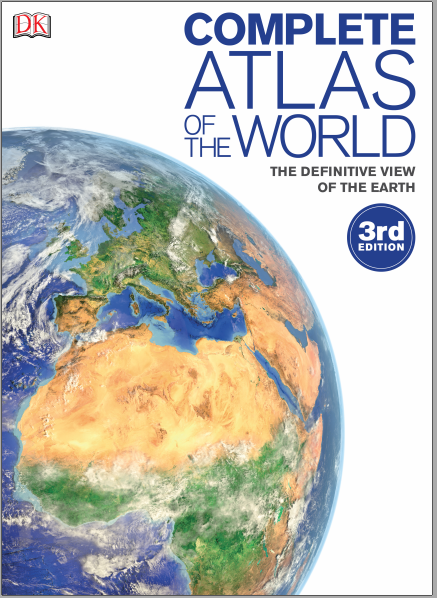 DK
COMPLETE
ATLAS
OF THE WORLD
THE DEFINITIVE VIEW
OF THE EARTH
3rd
EDITION